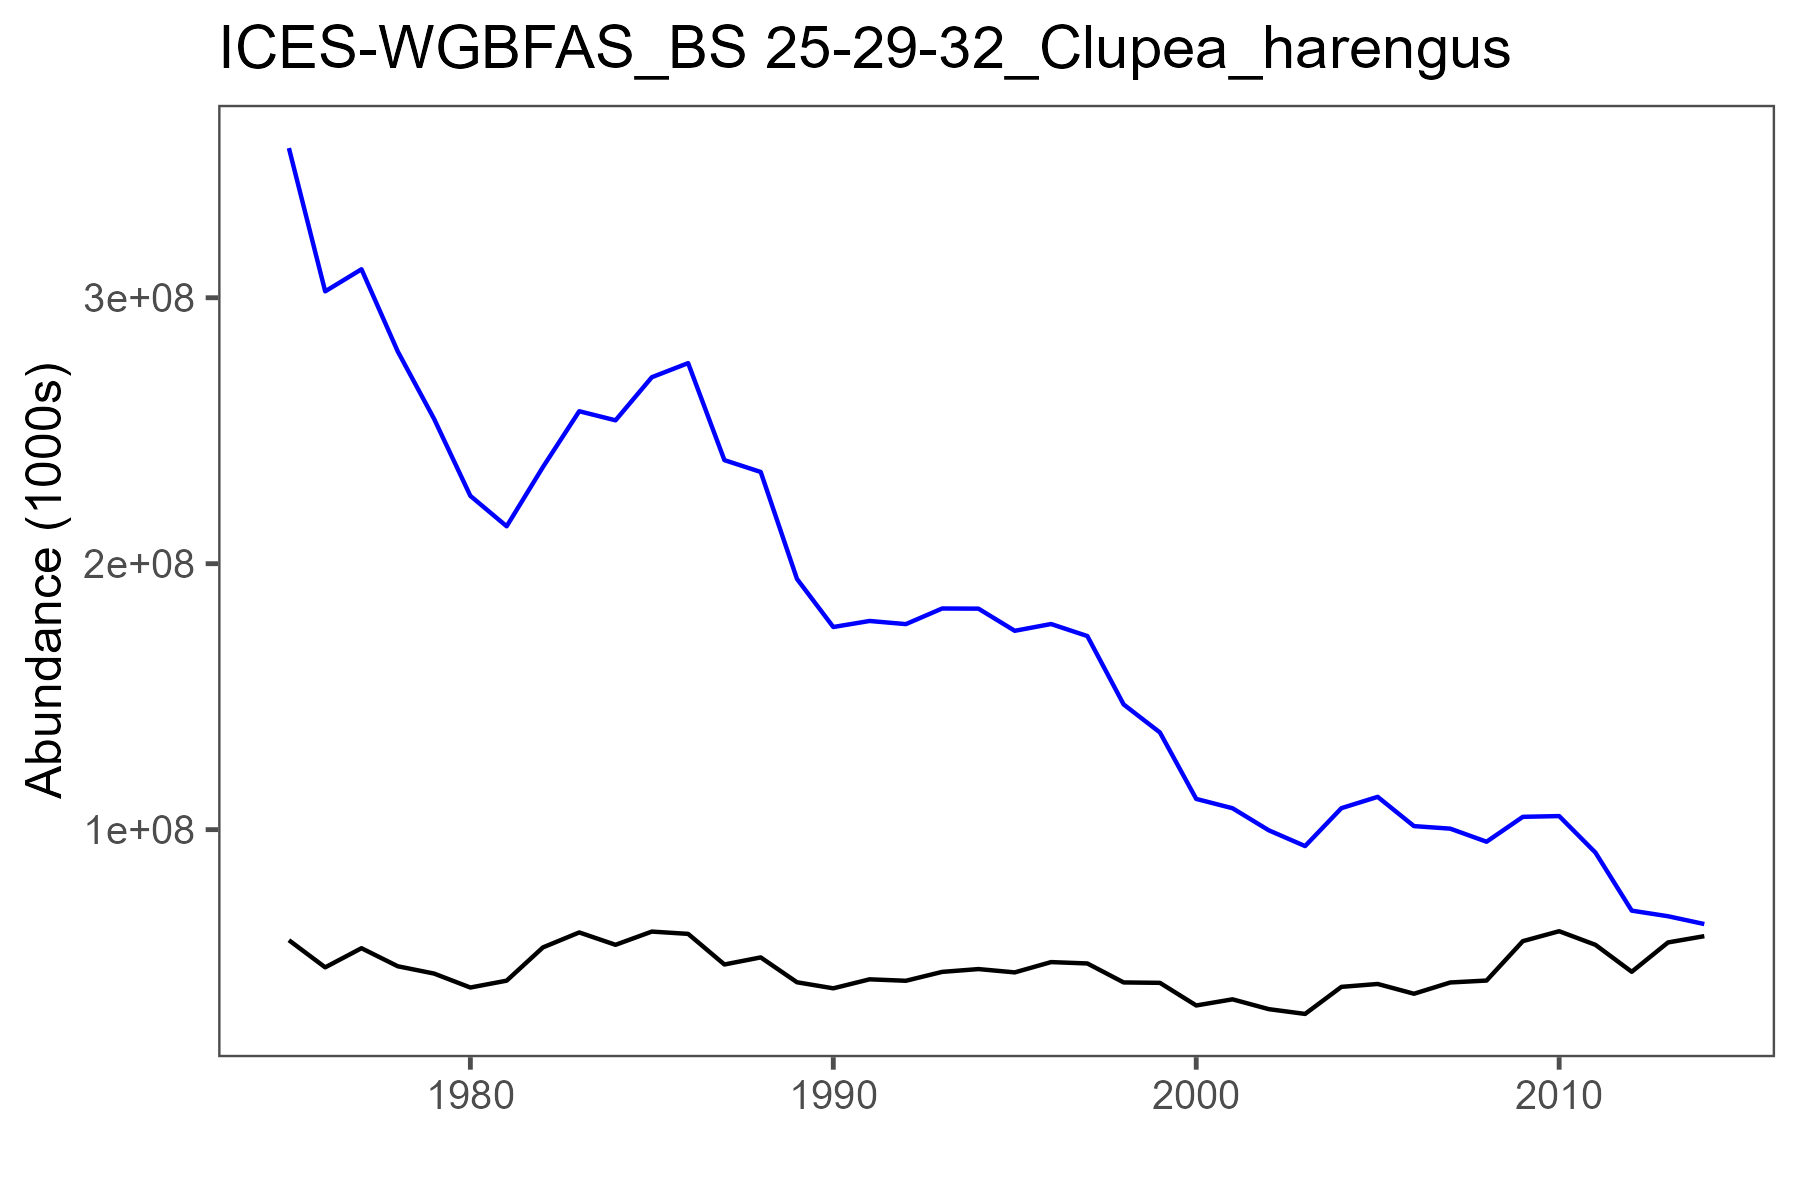 ICES-WGBFAS_BS 25-29-32_Clupea_harengus
Abundance (1000s)
3e+08
2e+08
1e+08
1980 1990 2000 2010